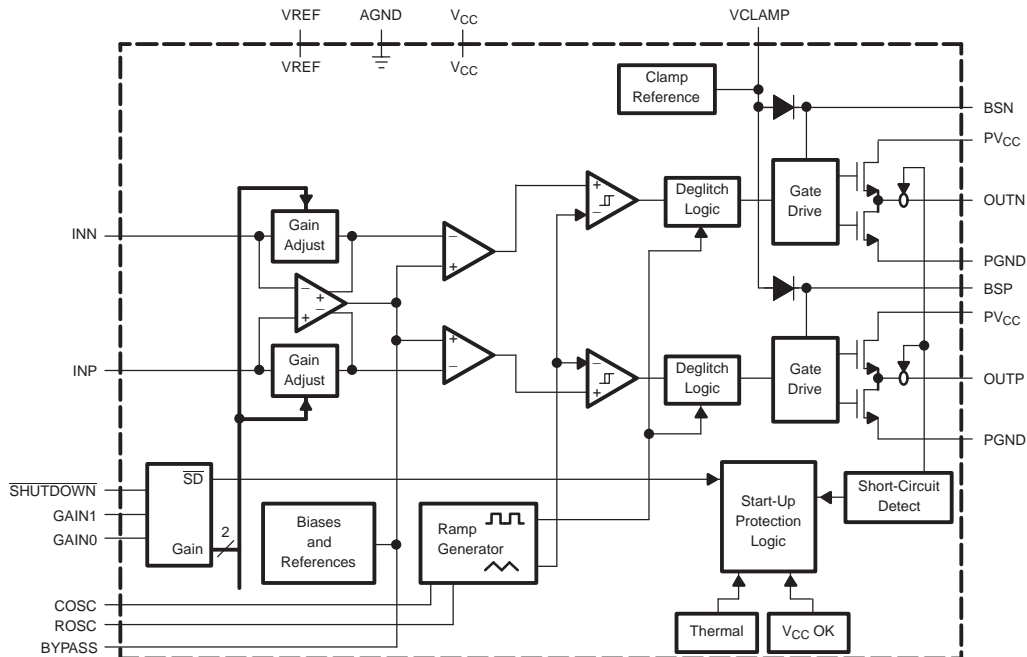 VREF AGND VCC VCLAMP
VREF VCC
Clamp
Reference
BSN
PVCC
Gain
Adjust
+
−
Deglitch
Logic
Gate
Drive
OUTN
INN
−
+
PGND
− +
+ −
BSP
PVCC
INP
Gain
Adjust
+
−
−
+
Deglitch
Logic
Gate
Drive
OUTP
PGND
SHUTDOWN
GAIN1
GAIN0
SD
Gain
2
Biases
and
References
Ramp
Generator
Start-Up
Protection
Logic
Short-Circuit
Detect
COSC
ROSC
BYPASS
Thermal
VCC OK